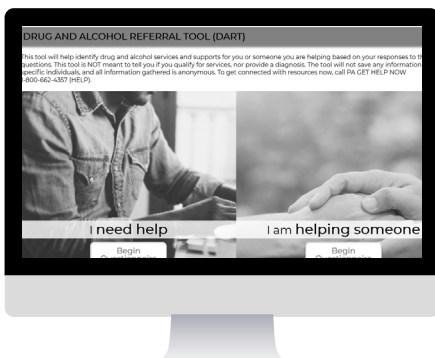 DRUG AND ALCOHOL REFERRAL TOOL (DART)
This tool will help identify drug and alcohol services and supports for you or someone you are helping based on your responses to th
questions. This tool is NOT meant to tell you if you qualify for services, nor provide a diagnosis. The tool will not save any information
specific individuals, and all information gathered is anonymous. To get connected with resources now, call PA GET HELP NOW
1-800-662-4357 (HELP).
I need help
I am helping someone
Begin
Questionnaire
Begin
Questionnaire